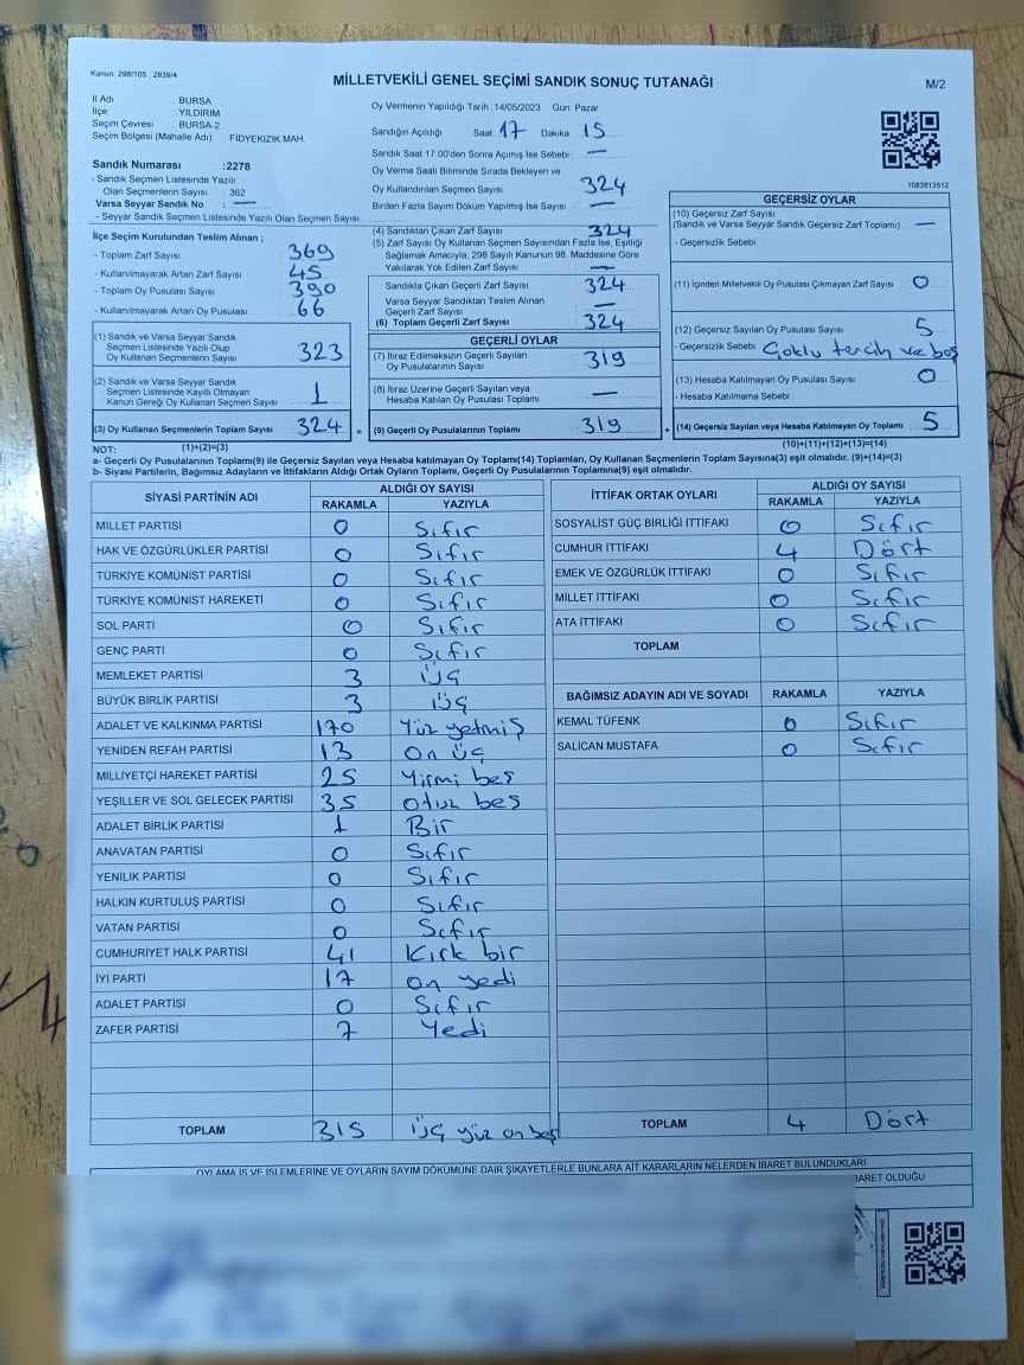 Kanun: 298/105, 2839/4
MİLLETVEKİLİ GENEL SEÇİMİ SANDIK SONUÇ TUTANAĞI
M/2
İl Adı : BURSA
İlçe : YILDIRIM
Seçim Çevresi : BURSA-2
Seçim Bölgesi (Mahalle Adı) FİDYEKIZIK MAH.
Oy Vermenin Yapıldığı Tarih :14/05/2023 Gün: Pazar
Sandığın Açıldığı Saat 17 Dakika 15
Sandık Saat 17:00'den Sonra Açılmış İse Sebebi —
Oy Verme Saati Bitiminde Sırada Bekleyen ve
Oy Kullandırılan Seçmen Sayısı 324
Birden Fazla Sayım Döküm Yapılmış İse Sayısı —
Sandık Numarası :2278
- Sandık Seçmen Listesinde Yazılı
Olan Seçmenlerin Sayısı 362
Varsa Seyyar Sandık No : —
- Seyyar Sandık Seçmen Listesinde Yazılı Olan Seçmen Sayısı
İlçe Seçim Kurulundan Teslim Alınan ;
- Toplam Zarf Sayısı 369
- Kullanılmayarak Artan Zarf Sayısı 45
- Toplam Oy Pusulası Sayısı 390
- Kullanılmayarak Artan Oy Pusulası 66
(1) Sandık ve Varsa Seyyar Sandık
Seçmen Listesinde Yazılı Olup
Oy Kullanan Seçmenlerin Sayısı 323
(2) Sandık ve Varsa Seyyar Sandık
Seçmen Listesinde Kayıtlı Olmayan
Kanun Gereği Oy Kullanan Seçmen Sayısı 1
(3) Oy Kullanan Seçmenlerin Toplam Sayısı 324
(1)+(2)=(3)
(4) Sandıktan Çıkan Zarf Sayısı 324
(5) Zarf Sayısı Oy Kullanan Seçmen Sayısından Fazla İse, Eşitliği
Sağlamak Amacıyla, 298 Sayılı Kanunun 98. Maddesine Göre
Yakılarak Yok Edilen Zarf Sayısı —
Sandıkta Çıkan Geçerli Zarf Sayısı 324
Varsa Seyyar Sandıktan Teslim Alınan
Geçerli Zarf Sayısı —
(6) Toplam Geçerli Zarf Sayısı 324
GEÇERLİ OYLAR
(7) İtiraz Edilmeksizin Geçerli Sayılan
Oy Pusulalarının Sayısı 319
(8) İtiraz Üzerine Geçerli Sayılan veya
Hesaba Katılan Oy Pusulası Toplamı —
= (9) Geçerli Oy Pusulalarının Toplamı 319
1083813512
GEÇERSİZ OYLAR
(10) Geçersiz Zarf Sayısı
(Sandık ve Varsa Seyyar Sandık Geçersiz Zarf Toplamı) —
- Geçersizlik Sebebi
(11) İçinden Milletvekili Oy Pusulası Çıkmayan Zarf Sayısı 0
(12) Geçersiz Sayılan Oy Pusulası Sayısı 5
- Geçersizlik Sebebi Çoklu tercih ve boş
(13) Hesaba Katılmayan Oy Pusulası Sayısı 0
- Hesaba Katılmama Sebebi
+ (14) Geçersiz Sayılan veya Hesaba Katılmayan Oy Toplamı 5
(10)+(11)+(12)+(13)=(14)
NOT:
a- Geçerli Oy Pusulalarının Toplamı(9) ile Geçersiz Sayılan veya Hesaba katılmayan Oy Toplamı(14) Toplamları, Oy Kullanan Seçmenlerin Toplam Sayısına(3) eşit olmalıdır. (9)+(14)=(3)
b- Siyasi Partilerin, Bağımsız Adayların ve İttifakların Aldığı Ortak Oyların Toplamı, Geçerli Oy Pusulalarının Toplamına(9) eşit olmalıdır.
SİYASİ PARTİNİN ADI ALDIĞI OY SAYISI
RAKAMLA YAZIYLA
MİLLET PARTİSİ 0 Sıfır
HAK VE ÖZGÜRLÜKLER PARTİSİ 0 Sıfır
TÜRKİYE KOMÜNİST PARTİSİ 0 Sıfır
TÜRKİYE KOMÜNİST HAREKETİ 0 Sıfır
SOL PARTİ 0 Sıfır
GENÇ PARTİ 0 Sıfır
MEMLEKET PARTİSİ 3 üç
BÜYÜK BİRLİK PARTİSİ 3 üç
ADALET VE KALKINMA PARTİSİ 170 Yüz yetmiş
YENİDEN REFAH PARTİSİ 13 On üç
MİLLİYETÇİ HAREKET PARTİSİ 25 Yirmi beş
YEŞİLLER VE SOL GELECEK PARTİSİ 35 otuz beş
ADALET BİRLİK PARTİSİ 1 Bir
ANAVATAN PARTİSİ 0 Sıfır
YENİLİK PARTİSİ 0 Sıfır
HALKIN KURTULUŞ PARTİSİ 0 Sıfır
VATAN PARTİSİ 0 Sıfır
CUMHURİYET HALK PARTİSİ 41 Kırk bir
İYİ PARTİ 17 on yedi
ADALET PARTİSİ 0 Sıfır
ZAFER PARTİSİ 7 Yedi
TOPLAM 315 üç yüz on beş
İTTİFAK ORTAK OYLARI ALDIĞI OY SAYISI
RAKAMLA YAZIYLA
SOSYALİST GÜÇ BİRLİĞİ İTTİFAKI 0 Sıfır
CUMHUR İTTİFAKI 4 Dört
EMEK VE ÖZGÜRLÜK İTTİFAKI 0 Sıfır
MİLLET İTTİFAKI 0 Sıfır
ATA İTTİFAKI 0 Sıfır
TOPLAM
BAĞIMSIZ ADAYIN ADI VE SOYADI RAKAMLA YAZIYLA
KEMAL TÜFENK 0 Sıfır
SALİCAN MUSTAFA 0 Sıfır
TOPLAM 4 Dört
OYLAMA İŞ VE İŞLEMLERİNE VE OYLARIN SAYIM DÖKÜMÜNE DAİR ŞİKAYETLERLE BUNLARA AİT KARARLARIN NELERDEN İBARET BULUNDUKLARI
İBARET OLDUĞU